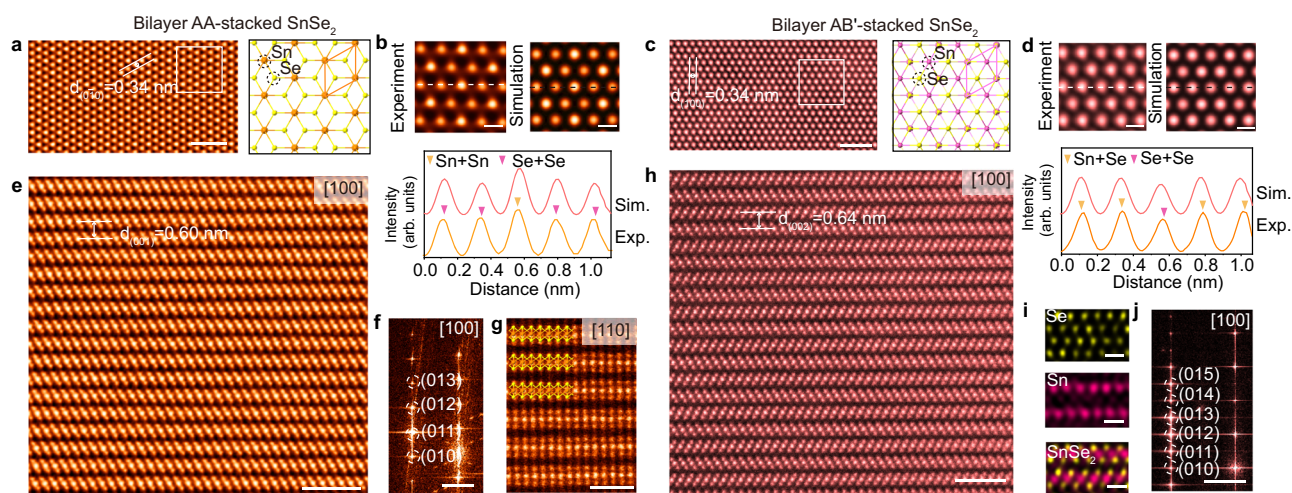 Bilayer AA-stacked SnSe2
Bilayer AB'-stacked SnSe2
a
d(010)=0.34 nm
Sn
Se
b
Experiment
Simulation
Sn+Sn Se+Se
Intensity
(arb. units)
Sim.
Exp.
0.0 0.2 0.4 0.6 0.8 1.0
Distance (nm)
c
d(100)=0.34 nm
Sn
Se
d
Experiment
Simulation
Sn+Se Se+Se
Intensity
(arb. units)
Sim.
Exp.
0.0 0.2 0.4 0.6 0.8 1.0
Distance (nm)
e
[100]
d(001)=0.60 nm
f
[100]
(013)
(012)
(011)
(010)
g
[110]
h
[100]
d(002)=0.64 nm
i
Se
Sn
SnSe2
j
[100]
(015)
(014)
(013)
(012)
(011)
(010)